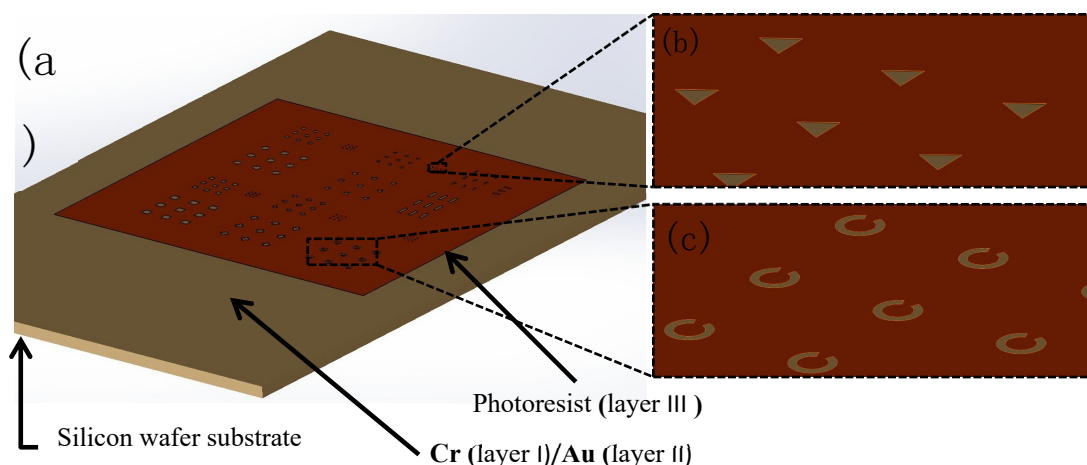 (a
)
(b)
(c)
Photoresist (layer III)
Silicon wafer substrate
Cr (layer I)/Au (layer II)